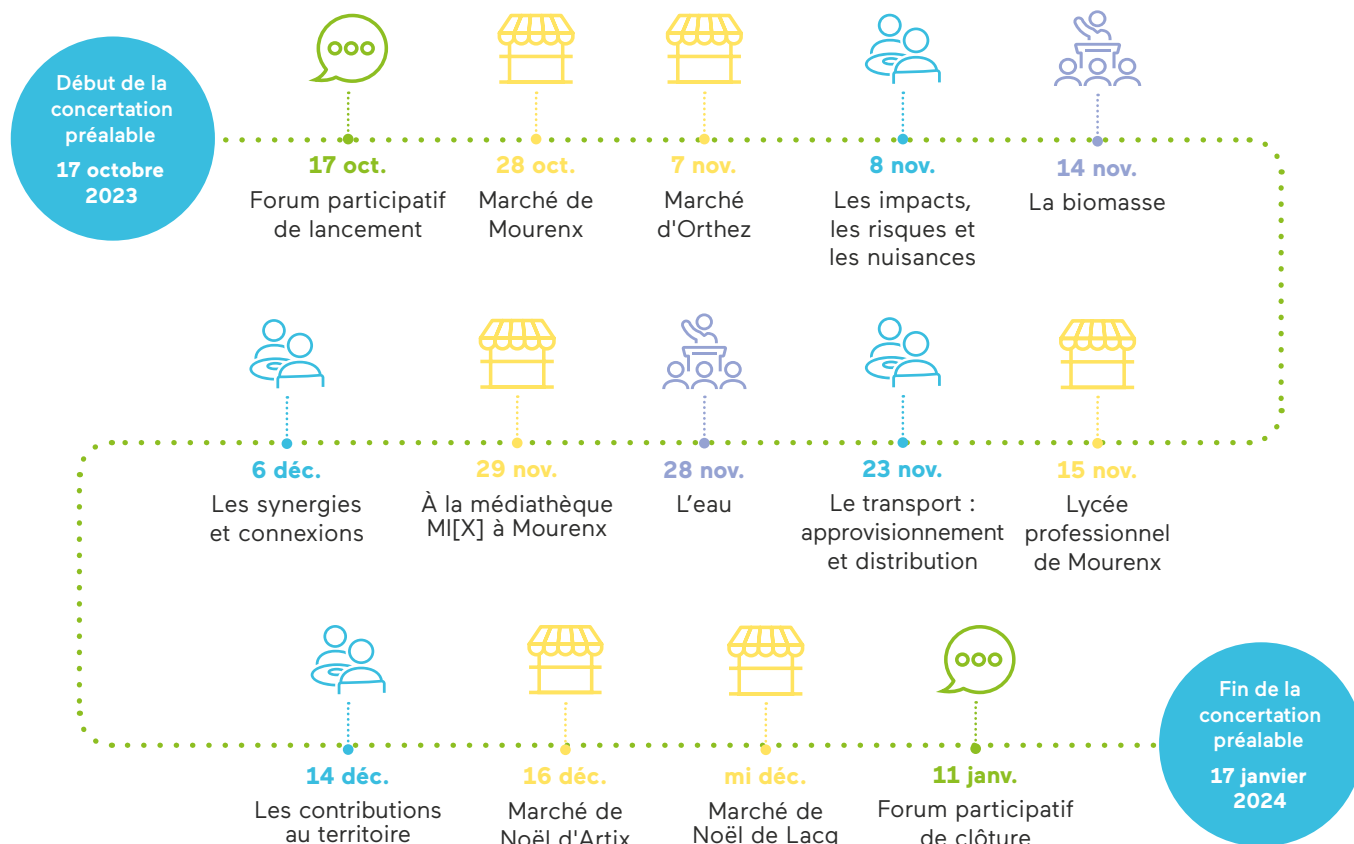 Début de la
concertation
préalable
17 octobre
2023
17 oct.
Forum participatif
de lancement
28 oct.
Marché de
Mourenx
7 nov.
Marché
d'Orthez
8 nov.
Les impacts,
les risques et
les nuisances
14 nov.
La biomasse
6 déc.
Les synergies
et connexions
29 nov.
À la médiathèque
MI[X] à Mourenx
28 nov.
L’eau
23 nov.
Le transport :
approvisionnement
et distribution
15 nov.
Lycée
professionnel
de Mourenx
14 déc.
Les contributions
au territoire
16 déc.
Marché de
Noël d'Artix
mi déc.
Marché de
Noël de Lacq
11 janv.
Forum participatif
de clôture
Fin de la
concertation
préalable
17 janvier
2024